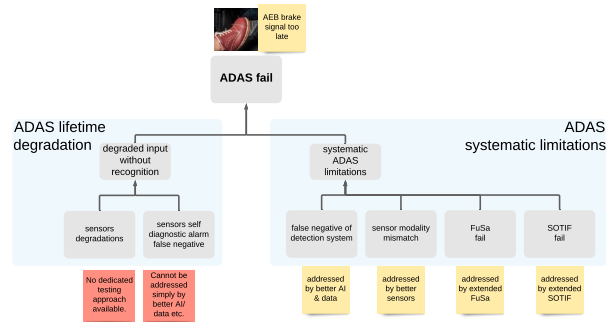 AEB brake
signal too
late
ADAS fail
ADAS lifetime
degradation
ADAS
systematic limitations
degraded input
without
recognition
systematic
ADAS
limitations
sensors
degradations
sensors self
diagnostic alarm
false negative
false negative of
detection system
sensor modality
mismatch
FuSa
fail
SOTIF
fail
No dedicated
testing
approach
available.
Cannot be
addressed
simply by
better AI/
data etc.
addressed
by better AI
& data
addressed
by better
sensors
addressed
by extended
FuSa
addressed
by extended
SOTIF